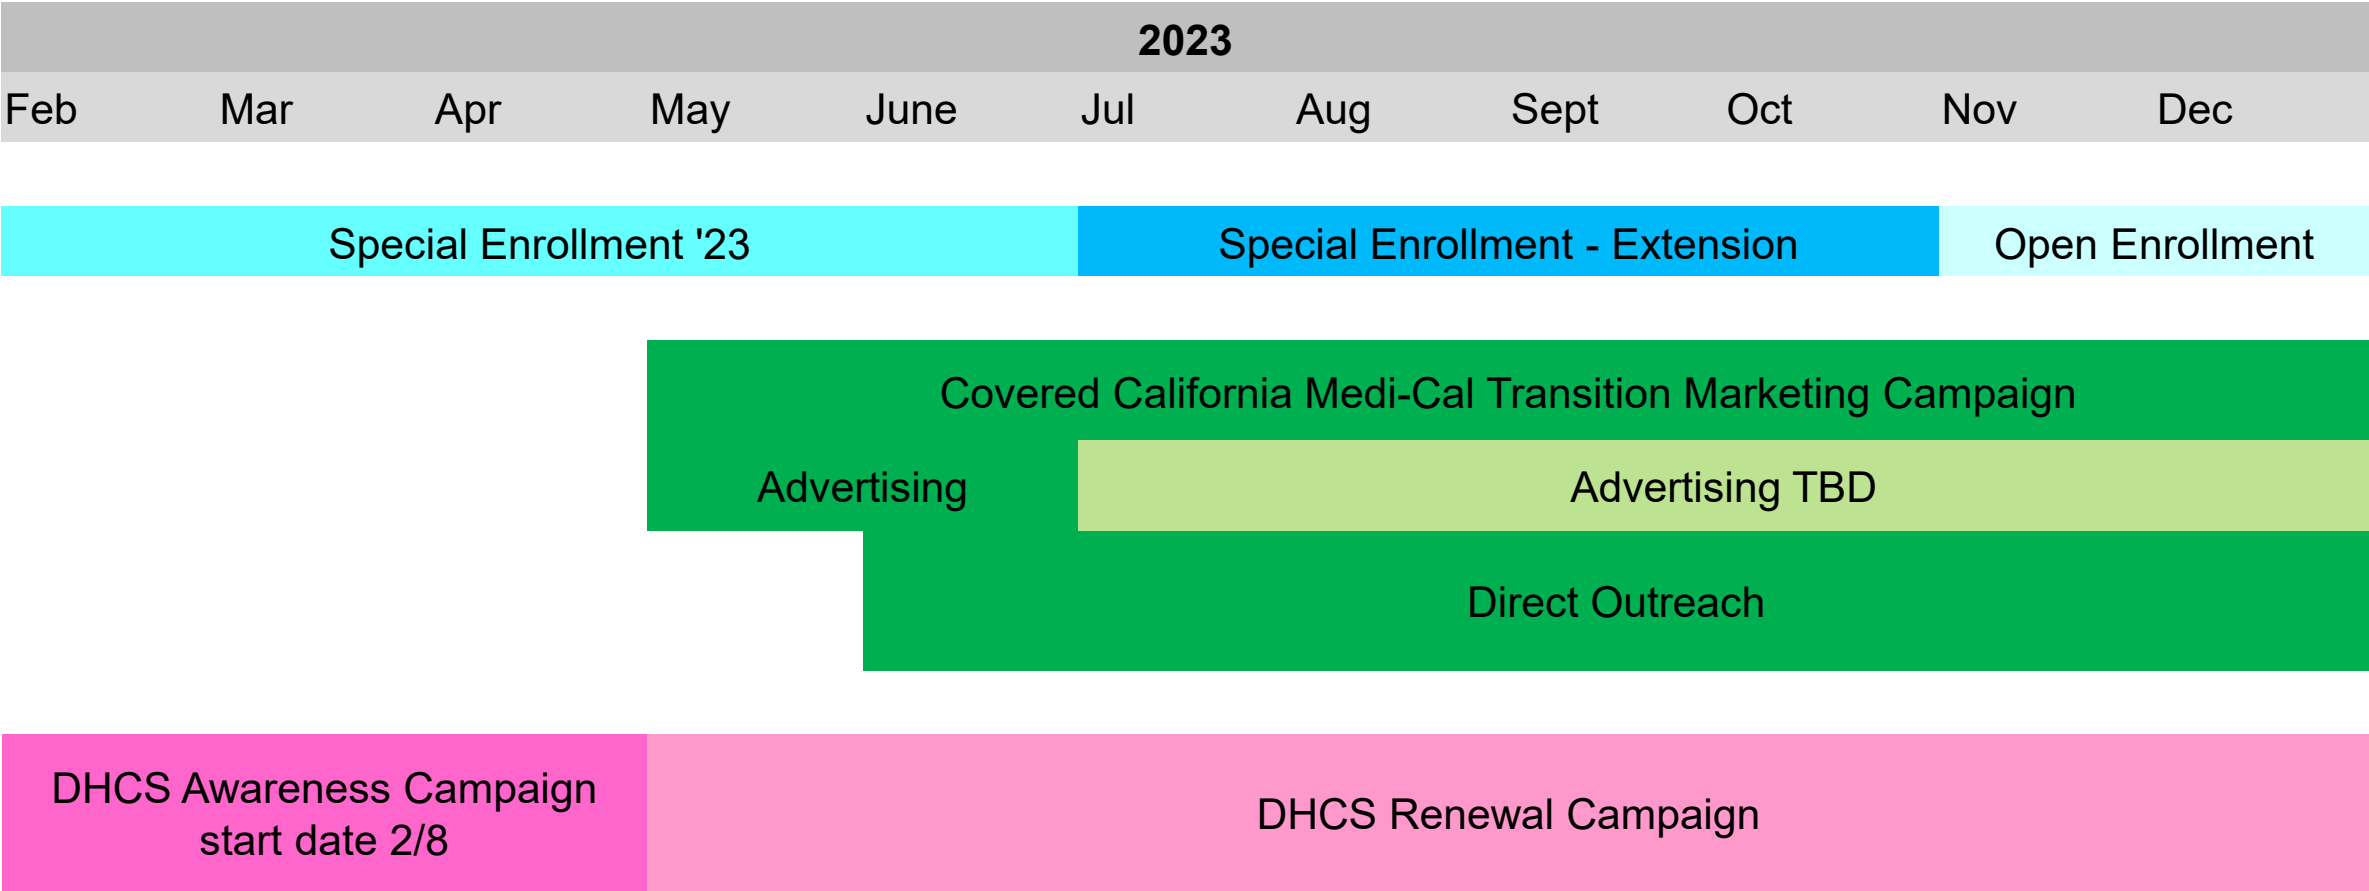 2023
Feb Mar Apr May June Jul Aug Sept Oct Nov Dec
Special Enrollment '23 Special Enrollment - Extension Open Enrollment
Covered California Medi-Cal Transition Marketing Campaign
Advertising Advertising TBD
Direct Outreach
DHCS Awareness Campaign
start date 2/8
DHCS Renewal Campaign